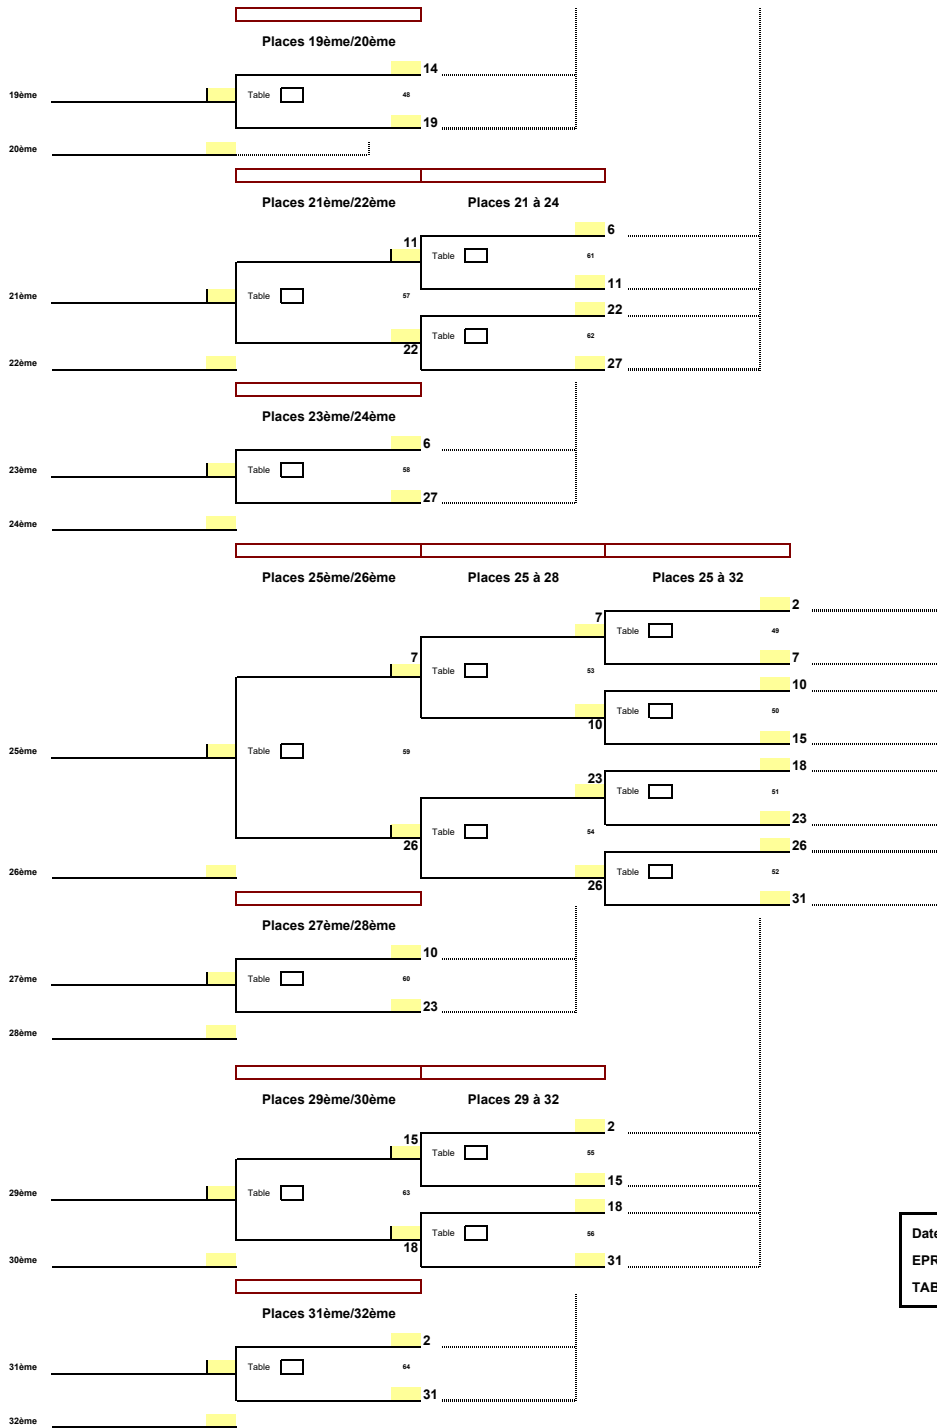 Places 19ème/20ème
14
19ème Table 48
19
20ème
Places 21ème/22ème Places 21 à 24
6
11
Table 61
11
21ème Table 57
22
Table 62
22
22ème 27
Places 23ème/24ème
6
23ème Table 58
27
24ème
Places 25ème/26ème Places 25 à 28 Places 25 à 32
2
7
Table 49
7 7
Table 53
10
Table 50
10
15
25ème Table 59
18
23
Table 51
23
Table 54
26 26
26ème Table 52
26
31
Places 27ème/28ème
10
27ème Table 60
23
28ème
Places 29ème/30ème Places 29 à 32
2
15
Table 55
15
29ème Table 63
18
Table 56
Date
18
30ème 31 EPR
TAB
Places 31ème/32ème
2
31ème Table 64
31
32ème